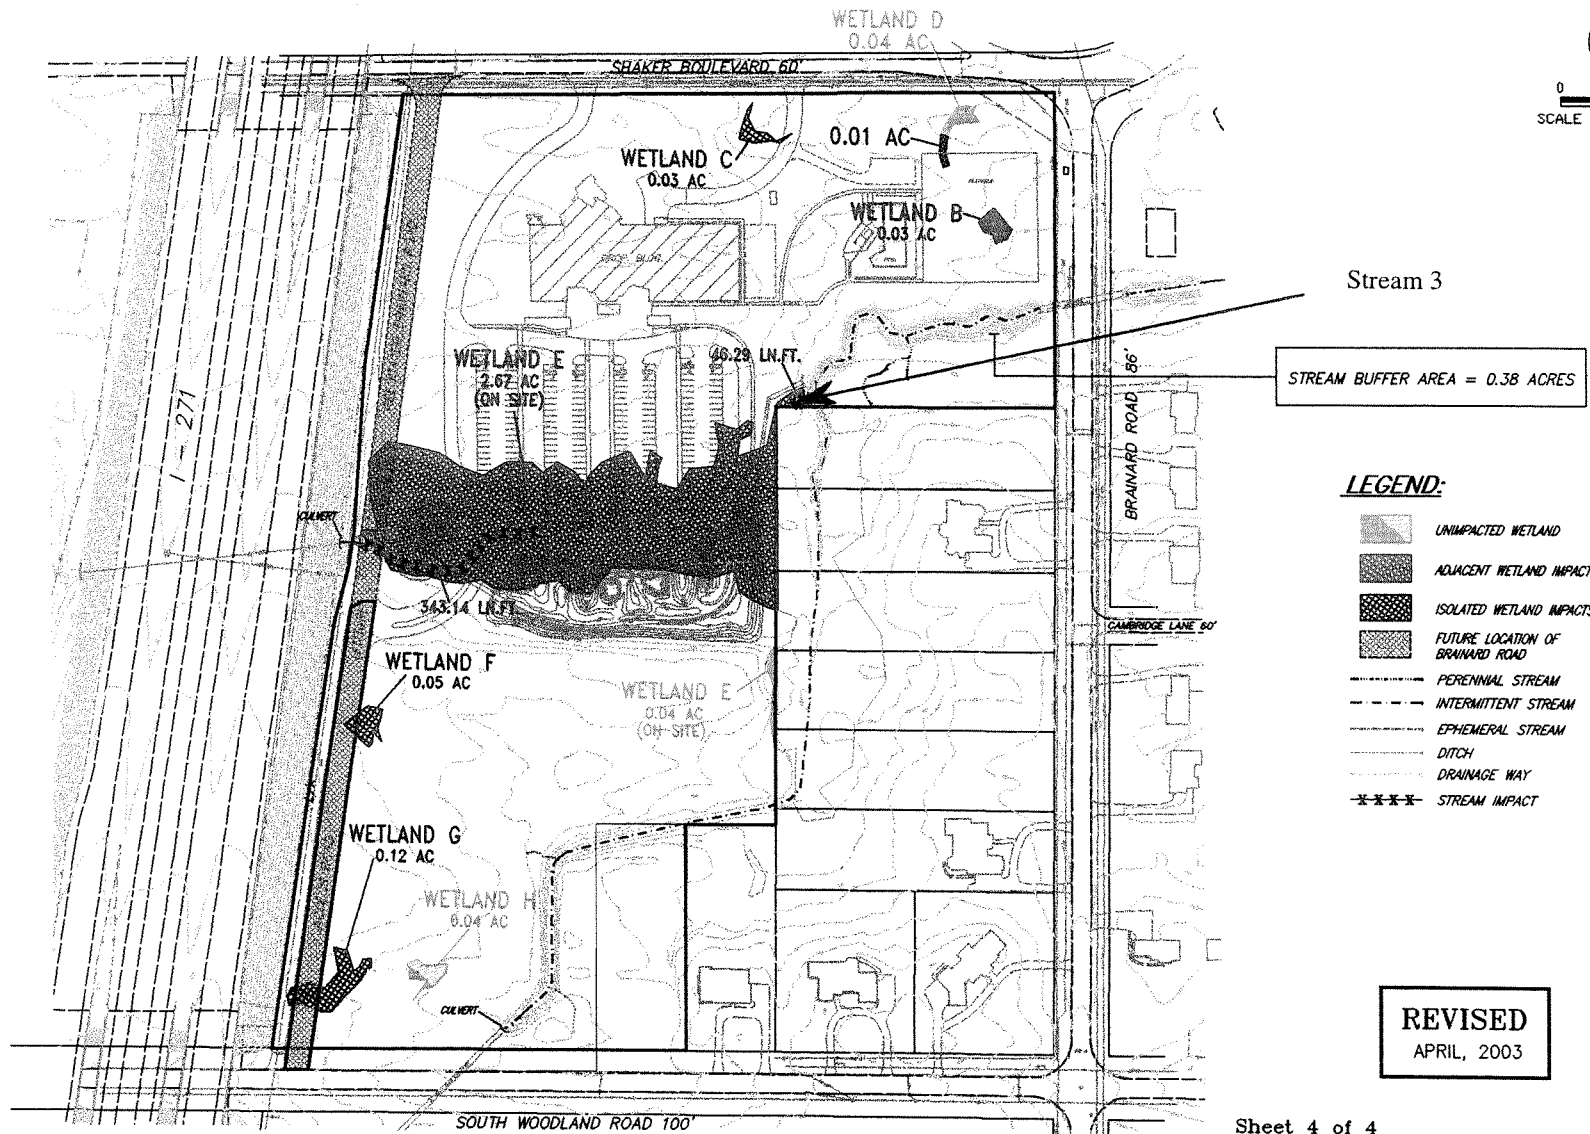 WETLAND D
0.04 AC
SHAKER BOULEVARD 60'
0
SCALE
0.01 AC
WETLAND C
0.03 AC
WETLAND B
0.03 AC
PROP. BLDG.
Stream 3
46.29 LN.FT.
WETLAND E
2.67 AC
(ON SITE)
STREAM BUFFER AREA = 0.38 ACRES
I - 271
BRAINARD ROAD 86'
LEGEND:
UNIMPACTED WETLAND
ADJACENT WETLAND IMPACT
ISOLATED WETLAND IMPACTS
FUTURE LOCATION OF
BRAINARD ROAD
PERENNIAL STREAM
INTERMITTENT STREAM
EPHEMERAL STREAM
DITCH
DRAINAGE WAY
X X X X STREAM IMPACT
CULVERT
343.14 LN.FT.
CAMBRIDGE LANE 60'
WETLAND F
0.05 AC
WETLAND E
0.04 AC
(ON SITE)
WETLAND G
0.12 AC
WETLAND H
0.04 AC
CULVERT
REVISED
APRIL, 2003
SOUTH WOODLAND ROAD 100'
Sheet 4 of 4